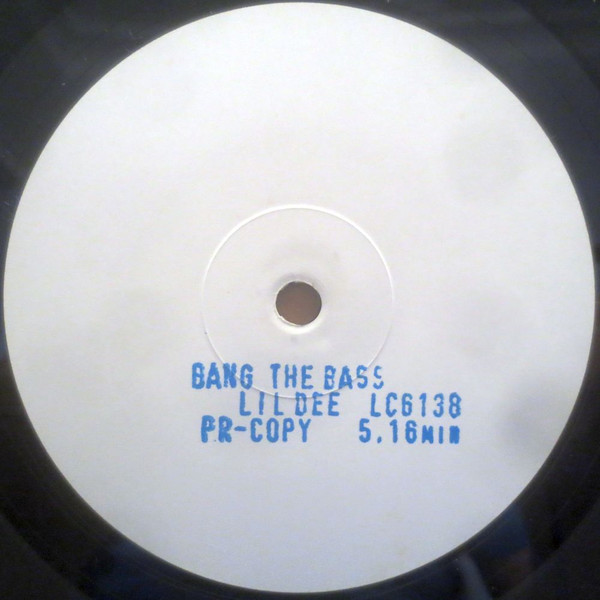 BANG THE BASS
LIL DEE LC6138
PR-COPY 5.16MIN